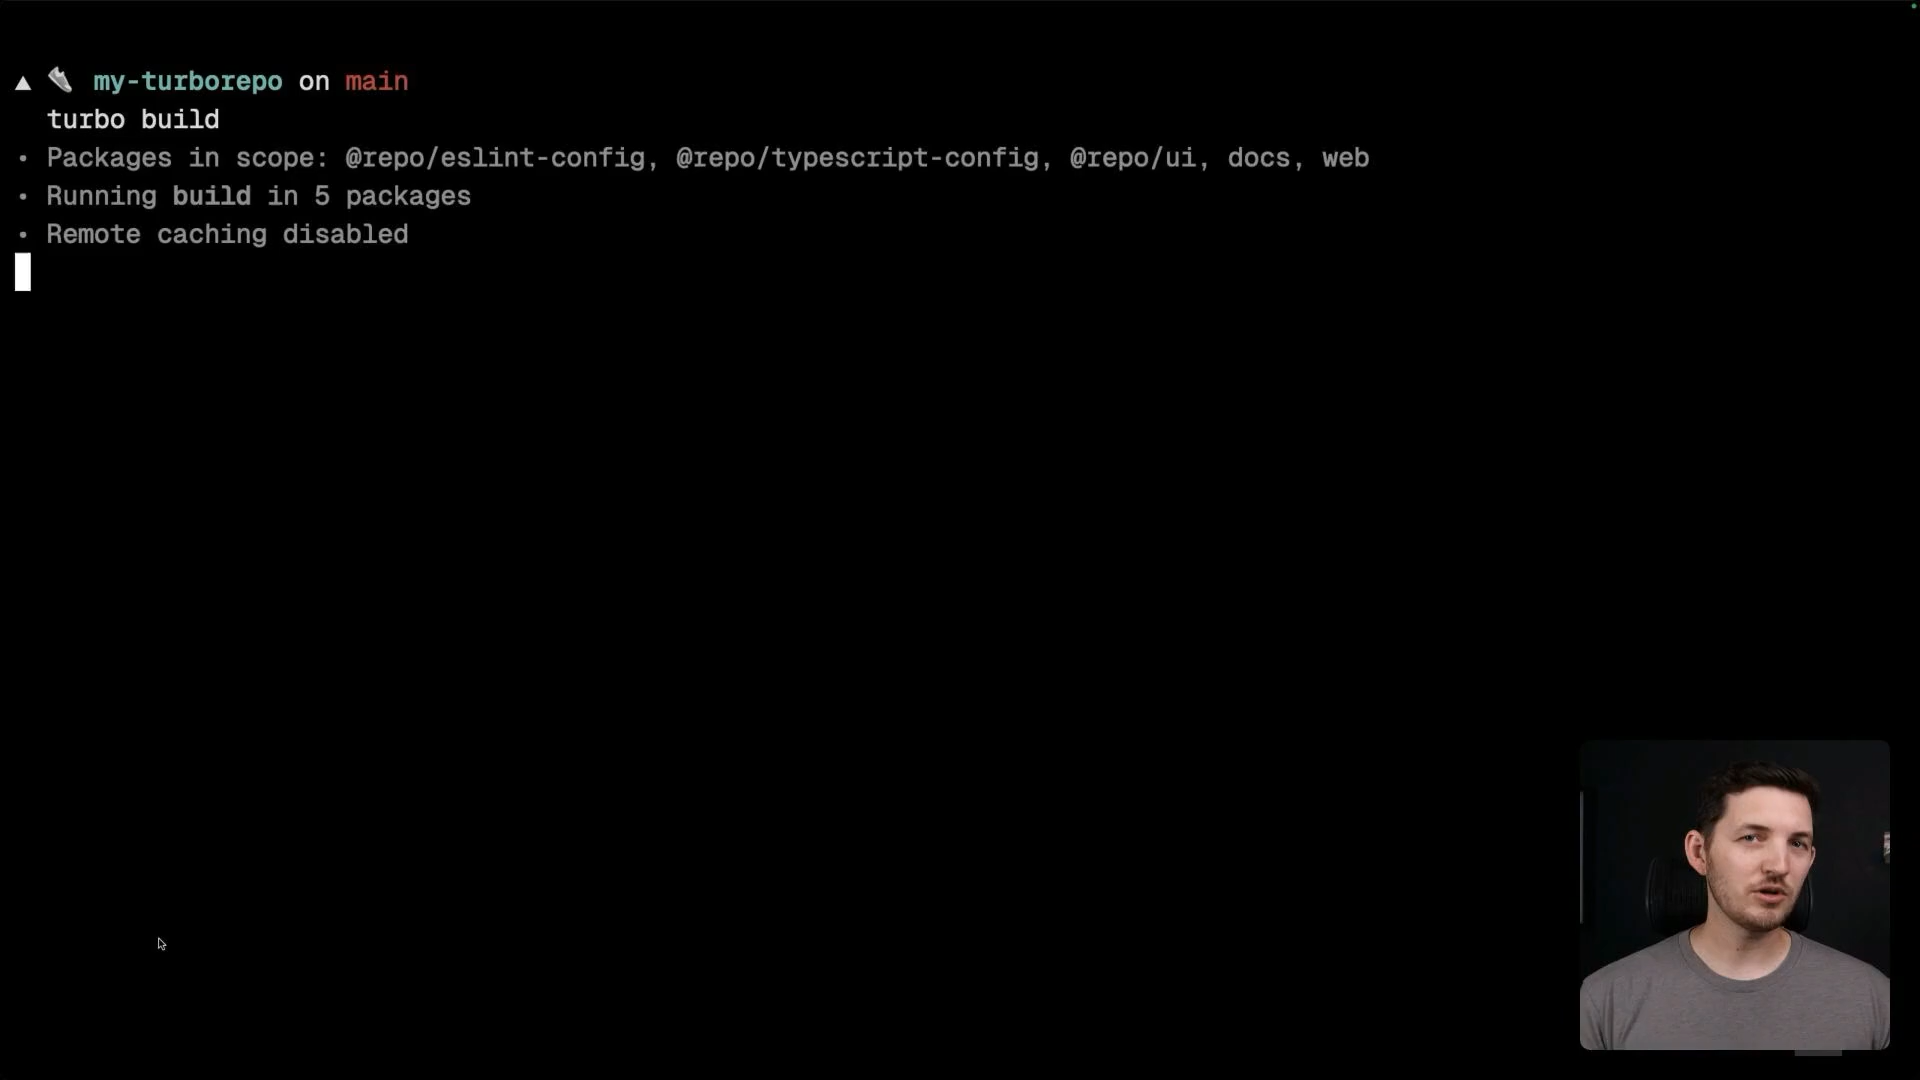 ▲ my-turborepo on main
turbo build
• Packages in scope: @repo/eslint-config, @repo/typescript-config, @repo/ui, docs, web
• Running build in 5 packages
• Remote caching disabled